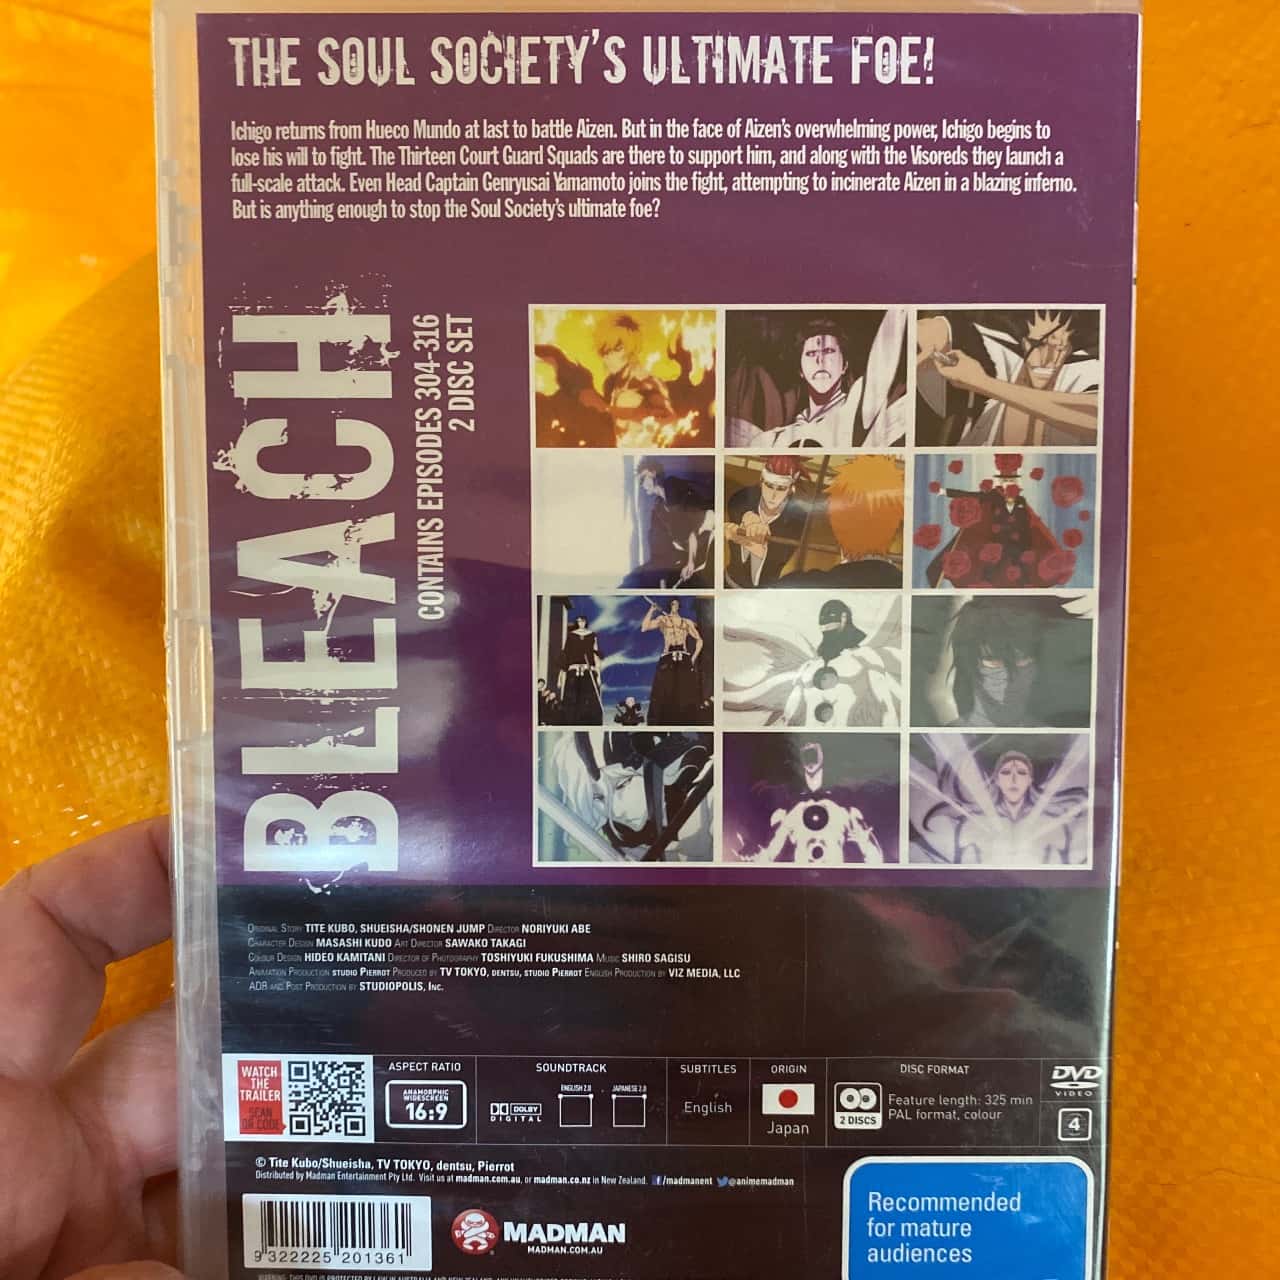 THE SOUL SOCIETY'S ULTIMATE FOE!
Ichigo returns from Hueco Mundo at last to battle Aizen. But in the face of Aizen's overwhelming power, Ichigo begins to
lose his will to fight. The Thirteen Court Guard Squads are there to support him, and along with the Visoreds they launch a
full-scale attack. Even Head Captain Genryusai Yamamoto joins the fight, attempting to incinerate Aizen in a blazing inferno.
But is anything enough to stop the Soul Society's ultimate foe?
BLEACH
CONTAINS EPISODES 304-316
2 DISC SET
ORIGINAL STORY TITE KUBO, SHUEISHA/SHONEN JUMP DIRECTOR NORIYUKI ABE
CHARACTER DESIGN MASASHI KUDO ART DIRECTOR SAWAKO TAKAGI
COLOUR DESIGN HIDEO KAMITANI DIRECTOR OF PHOTOGRAPHY TOSHIYUKI FUKUSHIMA MUSIC SHIRO SAGISU
ANIMATION PRODUCTION STUDIO PIERROT PRODUCED BY TV TOKYO, DENTSU, STUDIO PIERROT ENGLISH PRODUCTION BY VIZ MEDIA, LLC
ADR AND POST PRODUCTION BY STUDIOPOLIS, INC.
WATCH
THE
TRAILER
SCAN
QR CODE
ASPECT RATIO
ANAMORPHIC
WIDESCREEN
16:9
SOUNDTRACK
DOLBY
DIGITAL
ENGLISH 2.0
JAPANESE 2.0
SUBTITLES
English
ORIGIN
Japan
DISC FORMAT
2 DISCS
Feature length: 325 min
PAL format, colour
DVD
VIDEO
4
© Tite Kubo/Shueisha, TV TOKYO, dentsu, Pierrot
Distributed by Madman Entertainment Pty Ltd. Visit us at madman.com.au, or madman.co.nz in New Zealand. f/madmanent @animemadman
9 322225 201361
MADMAN
MADMAN.COM.AU
Recommended
for mature
audiences